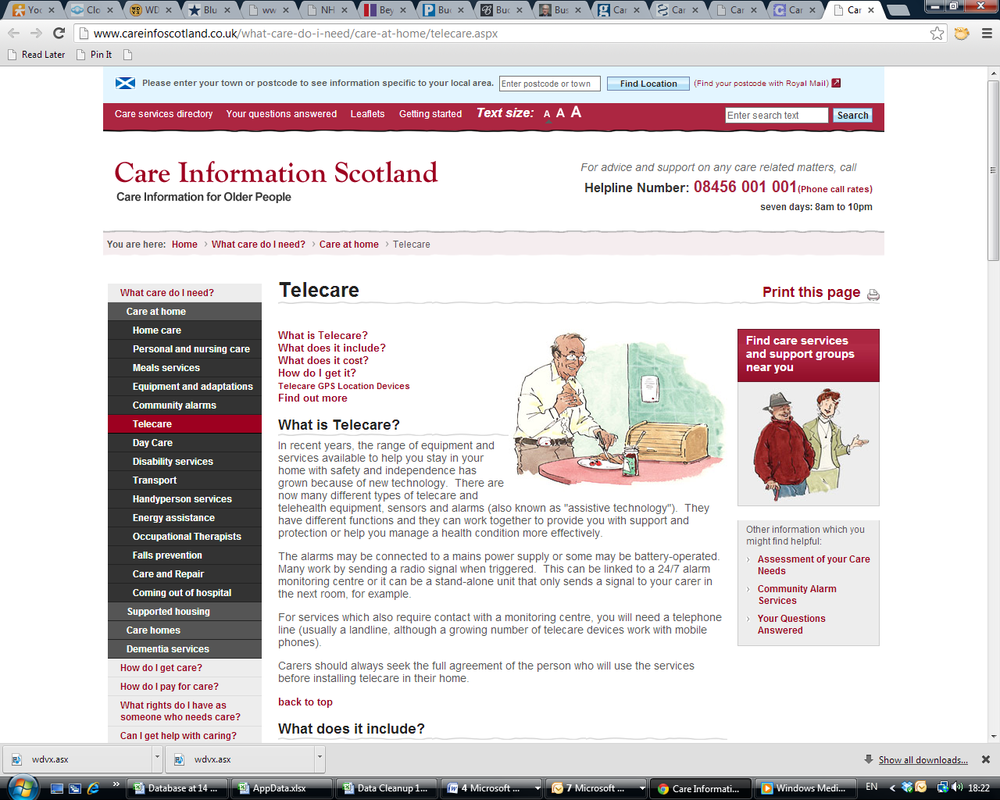 Yoo
Clo
WD
Blu
ww
NH
Bey
Buc
Buc
Bus
Car
Car
Car
Car
Car
www.careinfoscotland.co.uk/what-care-do-i-need/care-at-home/telecare.aspx
Read Later
Pin It
Please enter your town or postcode to see information specific to your local area.
Enter postcode or town
Find Location
(Find your postcode with Royal Mail)
Care services directory
Your questions answered
Leaflets
Getting started
Text size: A A A
Enter search text
Search
Care Information Scotland
Care Information for Older People
For advice and support on any care related matters, call
Helpline Number: 08456 001 001(Phone call rates)
seven days: 8am to 10pm
You are here: Home › What care do I need? › Care at home › Telecare
What care do I need?
Care at home
Home care
Personal and nursing care
Meals services
Equipment and adaptations
Community alarms
Telecare
Day Care
Disability services
Transport
Handyperson services
Energy assistance
Occupational Therapists
Falls prevention
Care and Repair
Coming out of hospital
Supported housing
Care homes
Dementia services
How do I get care?
How do I pay for care?
What rights do I have as
someone who needs care?
Can I get help with caring?
Telecare
Print this page
What is Telecare?
What does it include?
What does it cost?
How do I get it?
Telecare GPS Location Devices
Find out more
What is Telecare?
In recent years, the range of equipment and
services available to help you stay in your
home with safety and independence has
grown because of new technology. There are
now many different types of telecare and
telehealth equipment, sensors and alarms (also known as "assistive technology"). They
have different functions and they can work together to provide you with support and
protection or help you manage a health condition more effectively.
The alarms may be connected to a mains power supply or some may be battery-operated.
Many work by sending a radio signal when triggered. This can be linked to a 24/7 alarm
monitoring centre or it can be a stand-alone unit that only sends a signal to your carer in
the next room, for example.
For services which also require contact with a monitoring centre, you will need a telephone
line (usually a landline, although a growing number of telecare devices work with mobile
phones).
Carers should always seek the full agreement of the person who will use the services
before installing telecare in their home.
back to top
What does it include?
Find care services
and support groups
near you
Other information which you
might find helpful:
› Assessment of your Care
Needs
› Community Alarm
Services
› Your Questions
Answered
wdvx.asx
wdvx.asx
Show all downloads...
Database at 14 ...
AppData.xlsx
Data Cleanup 1...
4 Microsoft
7 Microsoft
Care Informati...
Windows Medi...
EN
18:22